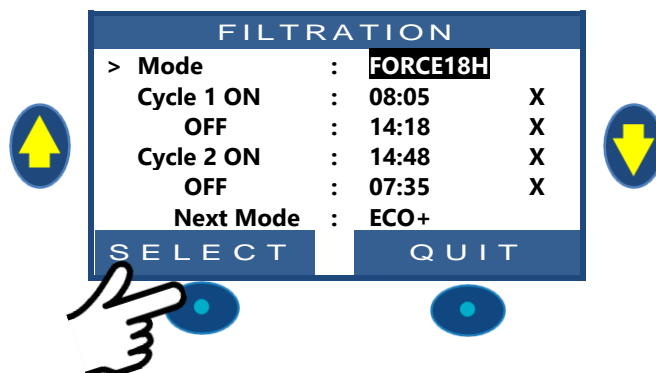 FILTRATION
> Mode : FORCE18H
Cycle 1 ON : 08:05 X
OFF : 14:18 X
Cycle 2 ON : 14:48 X
OFF : 07:35 X
Next Mode : ECO+
SELECT QUIT